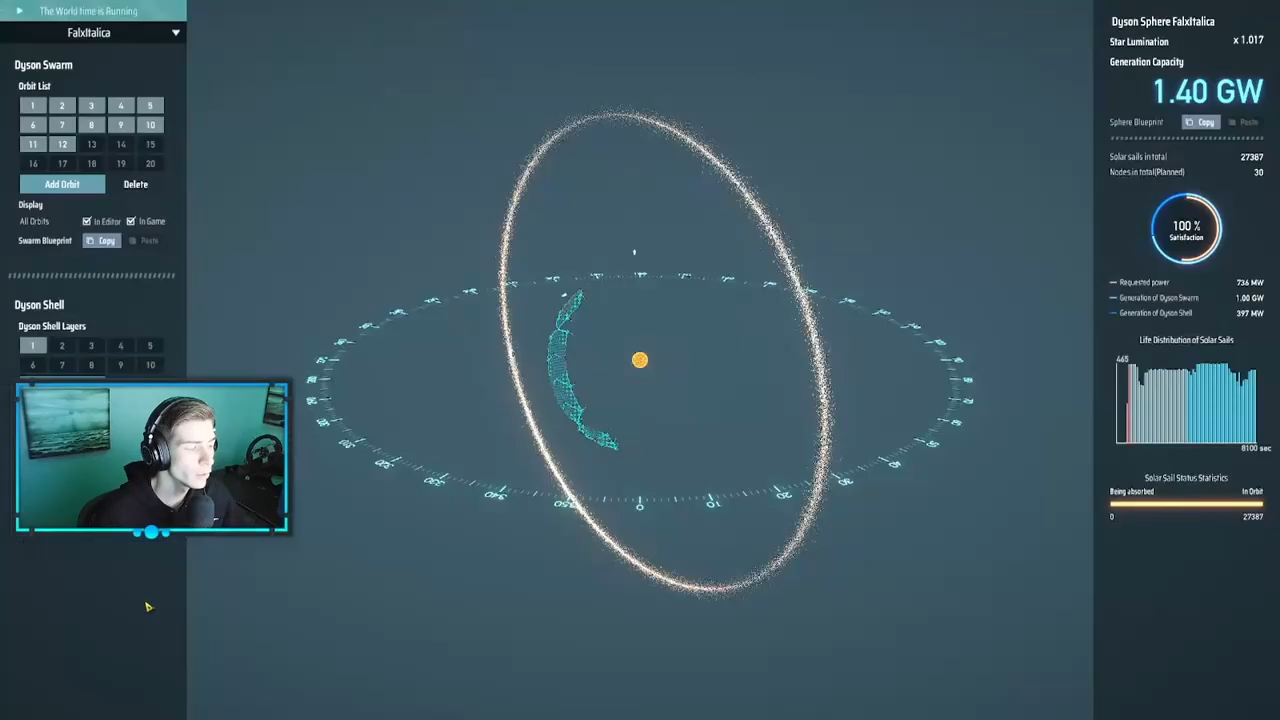 The World time is Running
FalxItalica
Dyson Swarm
Orbit List
1 2 3 4 5
6 7 8 9 10
11 12 13 14 15
16 17 18 19 20
Add Orbit Delete
Display
All Orbits In Editor In Game
Swarm Blueprint Copy Paste
Dyson Shell
Dyson Shell Layers
1 2 3 4 5
6 7 8 9 10
0 10 20 30
Dyson Sphere FalxItalica
Star Lumination x 1.017
Generation Capacity
1.40 GW
Sphere Blueprint Copy Paste
Solar sails in total 27387
Nodes in total(Planned) 30
100 %
Satisfaction
Requested power 736 MW
Generation of Dyson Swarm 1.00 GW
Generation of Dyson Shell 397 MW
Life Distribution of Solar Sails
465
8100 sec
Solar Sail Status Statistics
Being absorbed In Orbit
0 27387